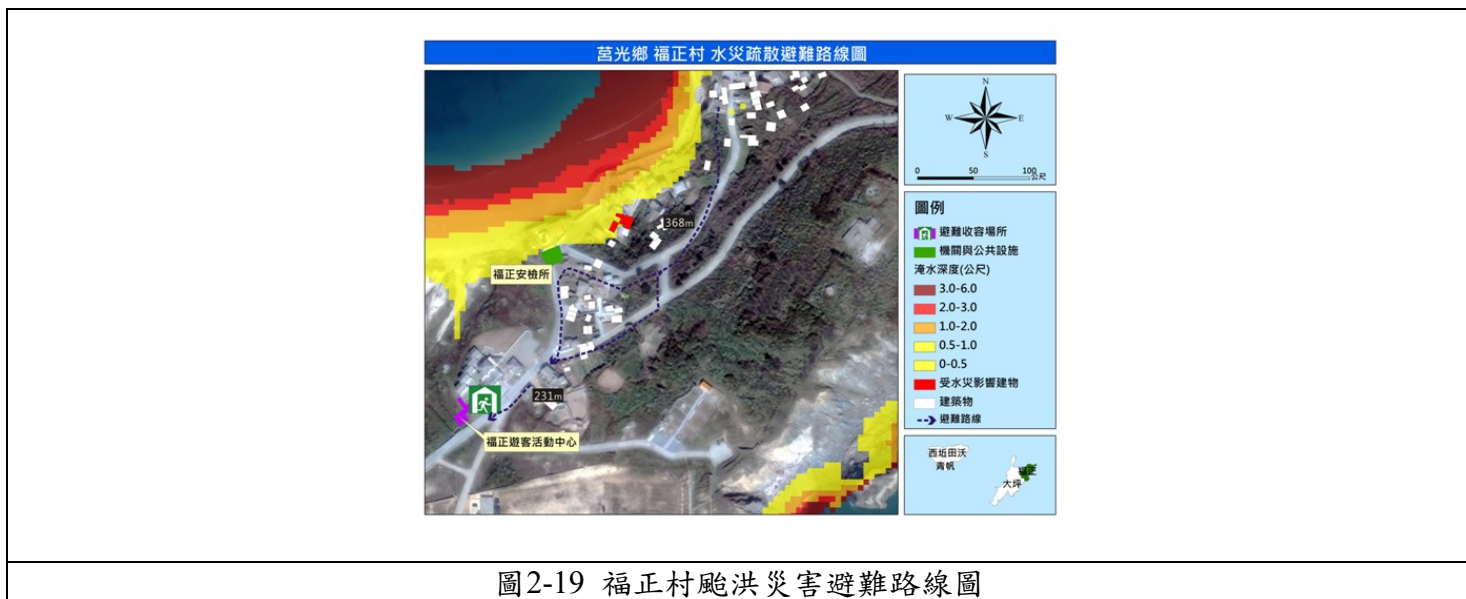 莒光鄉 福正村 水災疏散避難路線圖
N
W
E
S
0
50
100
公尺
368m
福正安檢所
231m
福正遊客活動中心
圖例
避難收容場所
機關與公共設施
淹水深度(公尺)
3.0-6.0
2.0-3.0
1.0-2.0
0.5-1.0
0-0.5
受水災影響建物
建築物
避難路線
西坵田沃
青帆
福正
大坪
圖2-19 福正村颱洪災害避難路線圖